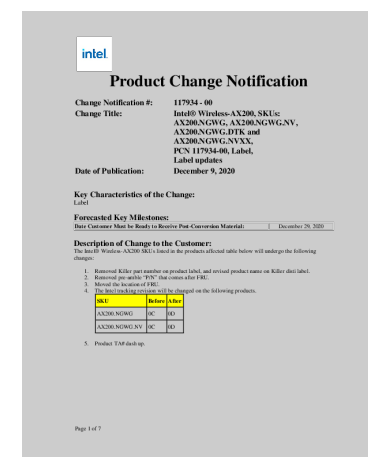 intel.
Product Change Notification
Change Notification #: 117934 - 00
Change Title: Intel® Wireless-AX200, SKUs:
AX200.NGWG, AX200.NGWG.NV,
AX200.NGWG.DTK and
AX200.NGWG.NVXX,
PCN 117934-00, Label,
Label updates
Date of Publication: December 9, 2020
Key Characteristics of the Change:
Label
Forecasted Key Milestones:
Date Customer Must be Ready to Receive Post-Conversion Material: December 29, 2020
Description of Change to the Customer:
The Intel® Wireless-AX200 SKUs listed in the products affected table below will undergo the following
changes:
1. Removed Killer part number on product label, and revised product name on Killer disti label.
2. Removed pre-amble "P/N" that comes after FRU.
3. Moved the location of FRU.
4. The Intel tracking revision will be changed on the following products.
SKU Before After
AX200.NGWG 0C 0D
AX200.NGWG.NV 0C 0D
5. Product TA# dash up.
Page 1 of 7